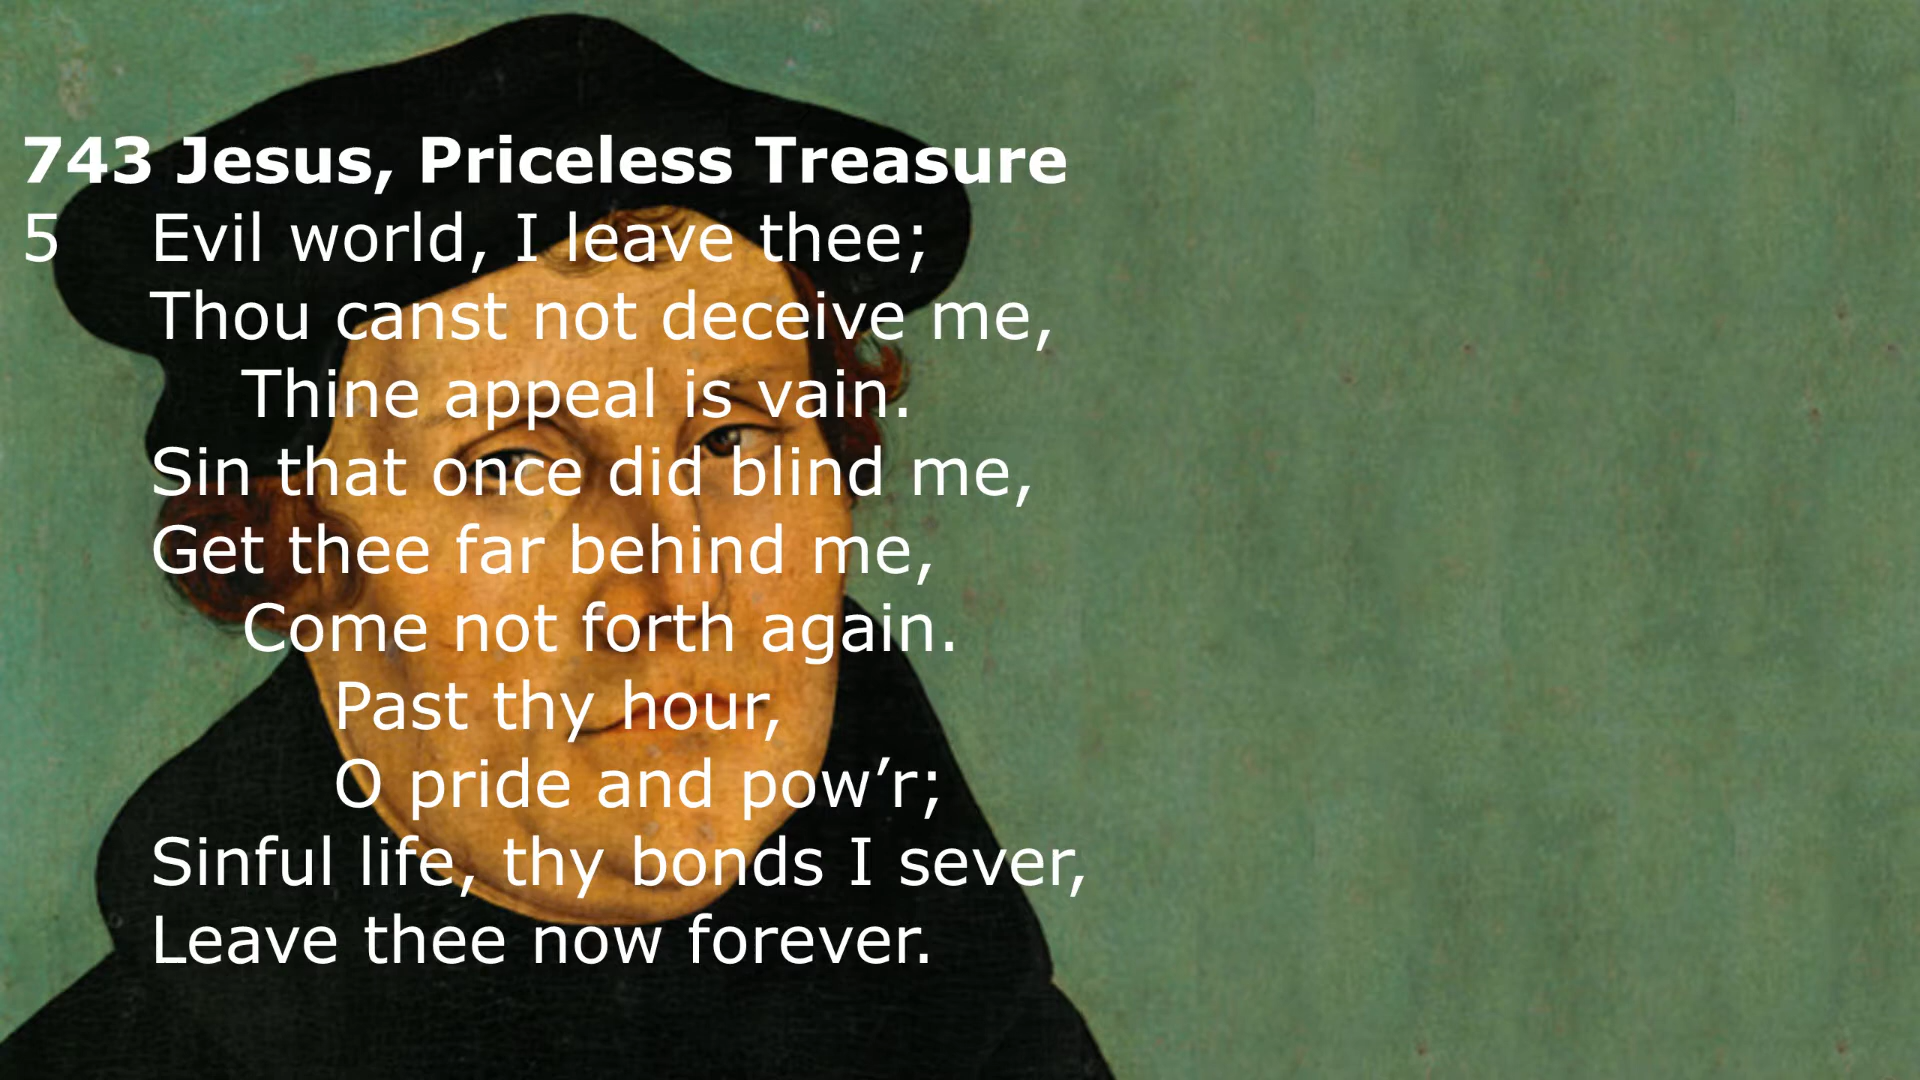 743 Jesus, Priceless Treasure
5 Evil world, I leave thee;
Thou canst not deceive me,
Thine appeal is vain.
Sin that once did blind me,
Get thee far behind me,
Come not forth again.
Past thy hour,
O pride and pow’r;
Sinful life, thy bonds I sever,
Leave thee now forever.